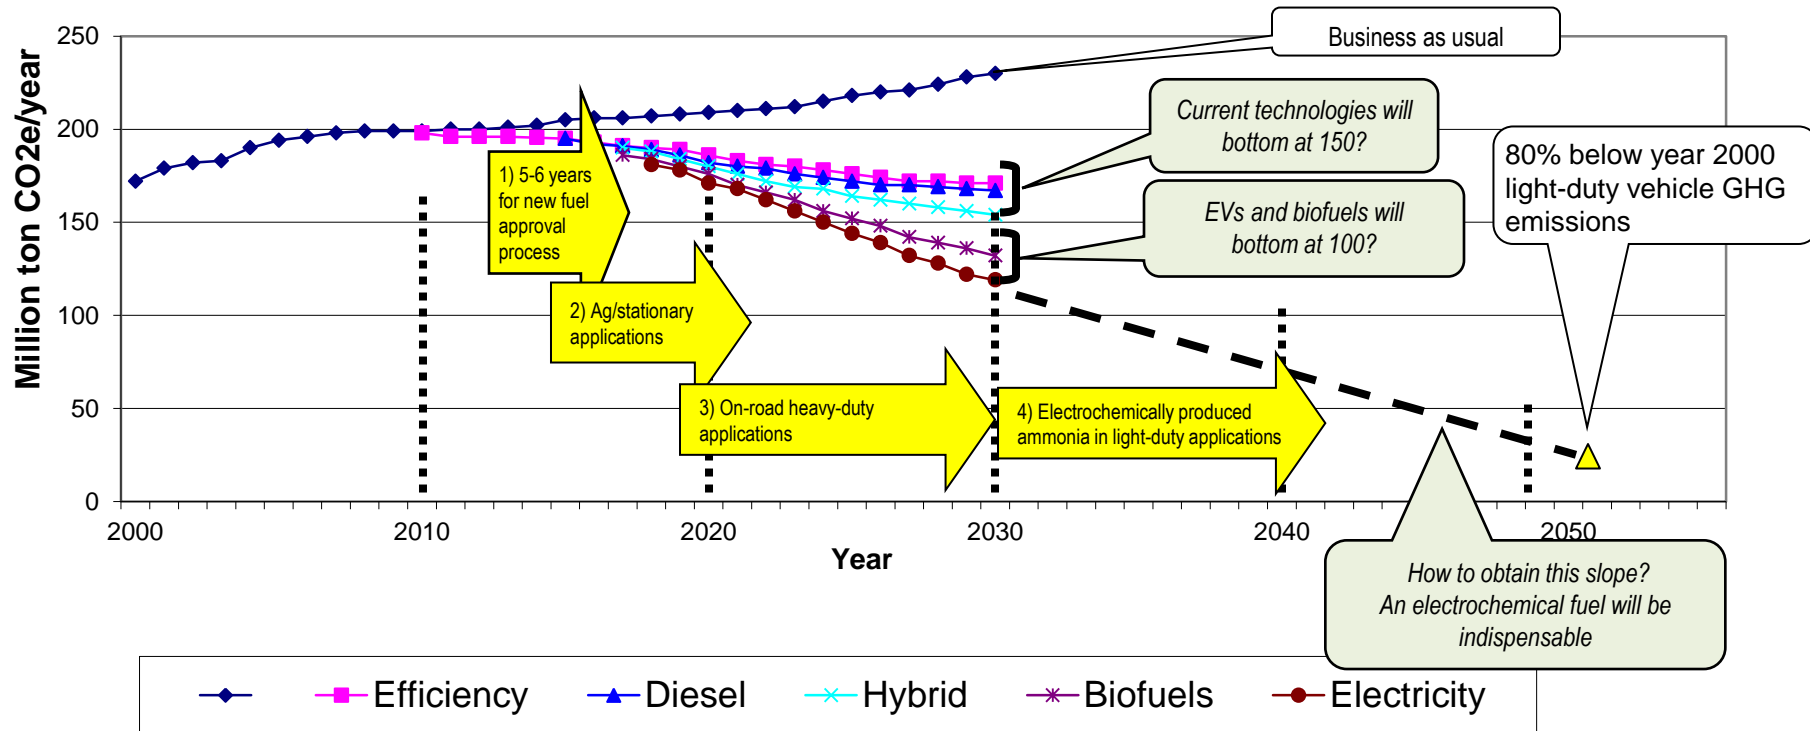 Million ton CO2e/year
250
200
150
100
50
0
2000
2010
2020
2030
2040
2050
Year
Business as usual
Current technologies will
bottom at 150?
EVs and biofuels will
bottom at 100?
80% below year 2000
light-duty vehicle GHG
emissions
1) 5-6 years
for new fuel
approval
process
2) Ag/stationary
applications
3) On-road heavy-duty
applications
4) Electrochemically produced
ammonia in light-duty applications
How to obtain this slope?
An electrochemical fuel will be
indispensable
Efficiency
Diesel
Hybrid
Biofuels
Electricity